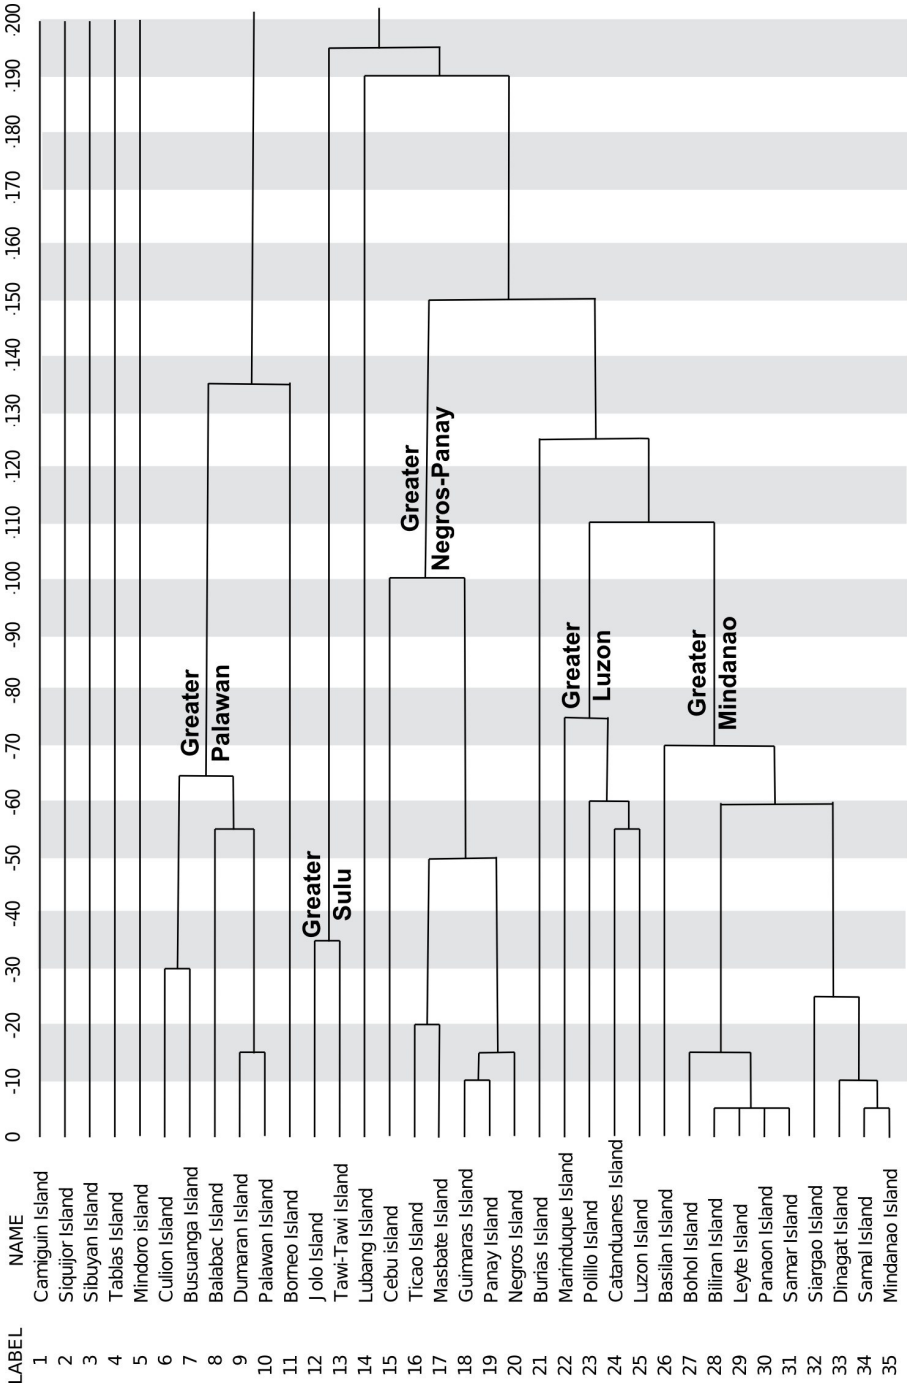 LABEL NAME 0 -10 -20 -30 -40 -50 -60 -70 -80 -90 -100 -110 -120 -130 -140 -150 -160 -170 -180 -190 -200
1 Camiguin Island
2 Siquijor Island
3 Sibuyan Island
4 Tablas Island
5 Mindoro island
6 Culion Island
7 Busuanga Island
8 Balabac Island
9 Dumaran Island
10 Palawan Island
11 Borneo Island
12 Jolo Island
13 Tawi-Tawi Island
14 Lubang Island
15 Cebu island
16 Ticao Island
17 Masbate Island
18 Guimaras Island
19 Panay Island
20 Negros Island
21 Burias Island
22 Marinduque Island
23 Polillo Island
24 Catanduanes Island
25 Luzon Island
26 Basilan Island
27 Bohol Island
28 Biliran Island
29 Leyte Island
30 Panaon Island
31 Samar Island
32 Siargao Island
33 Dinagat Island
34 Samal Island
35 Mindanao Island
Greater
Palawan
Greater
Sulu
Greater
Negros-Panay
Greater
Luzon
Greater
Mindanao